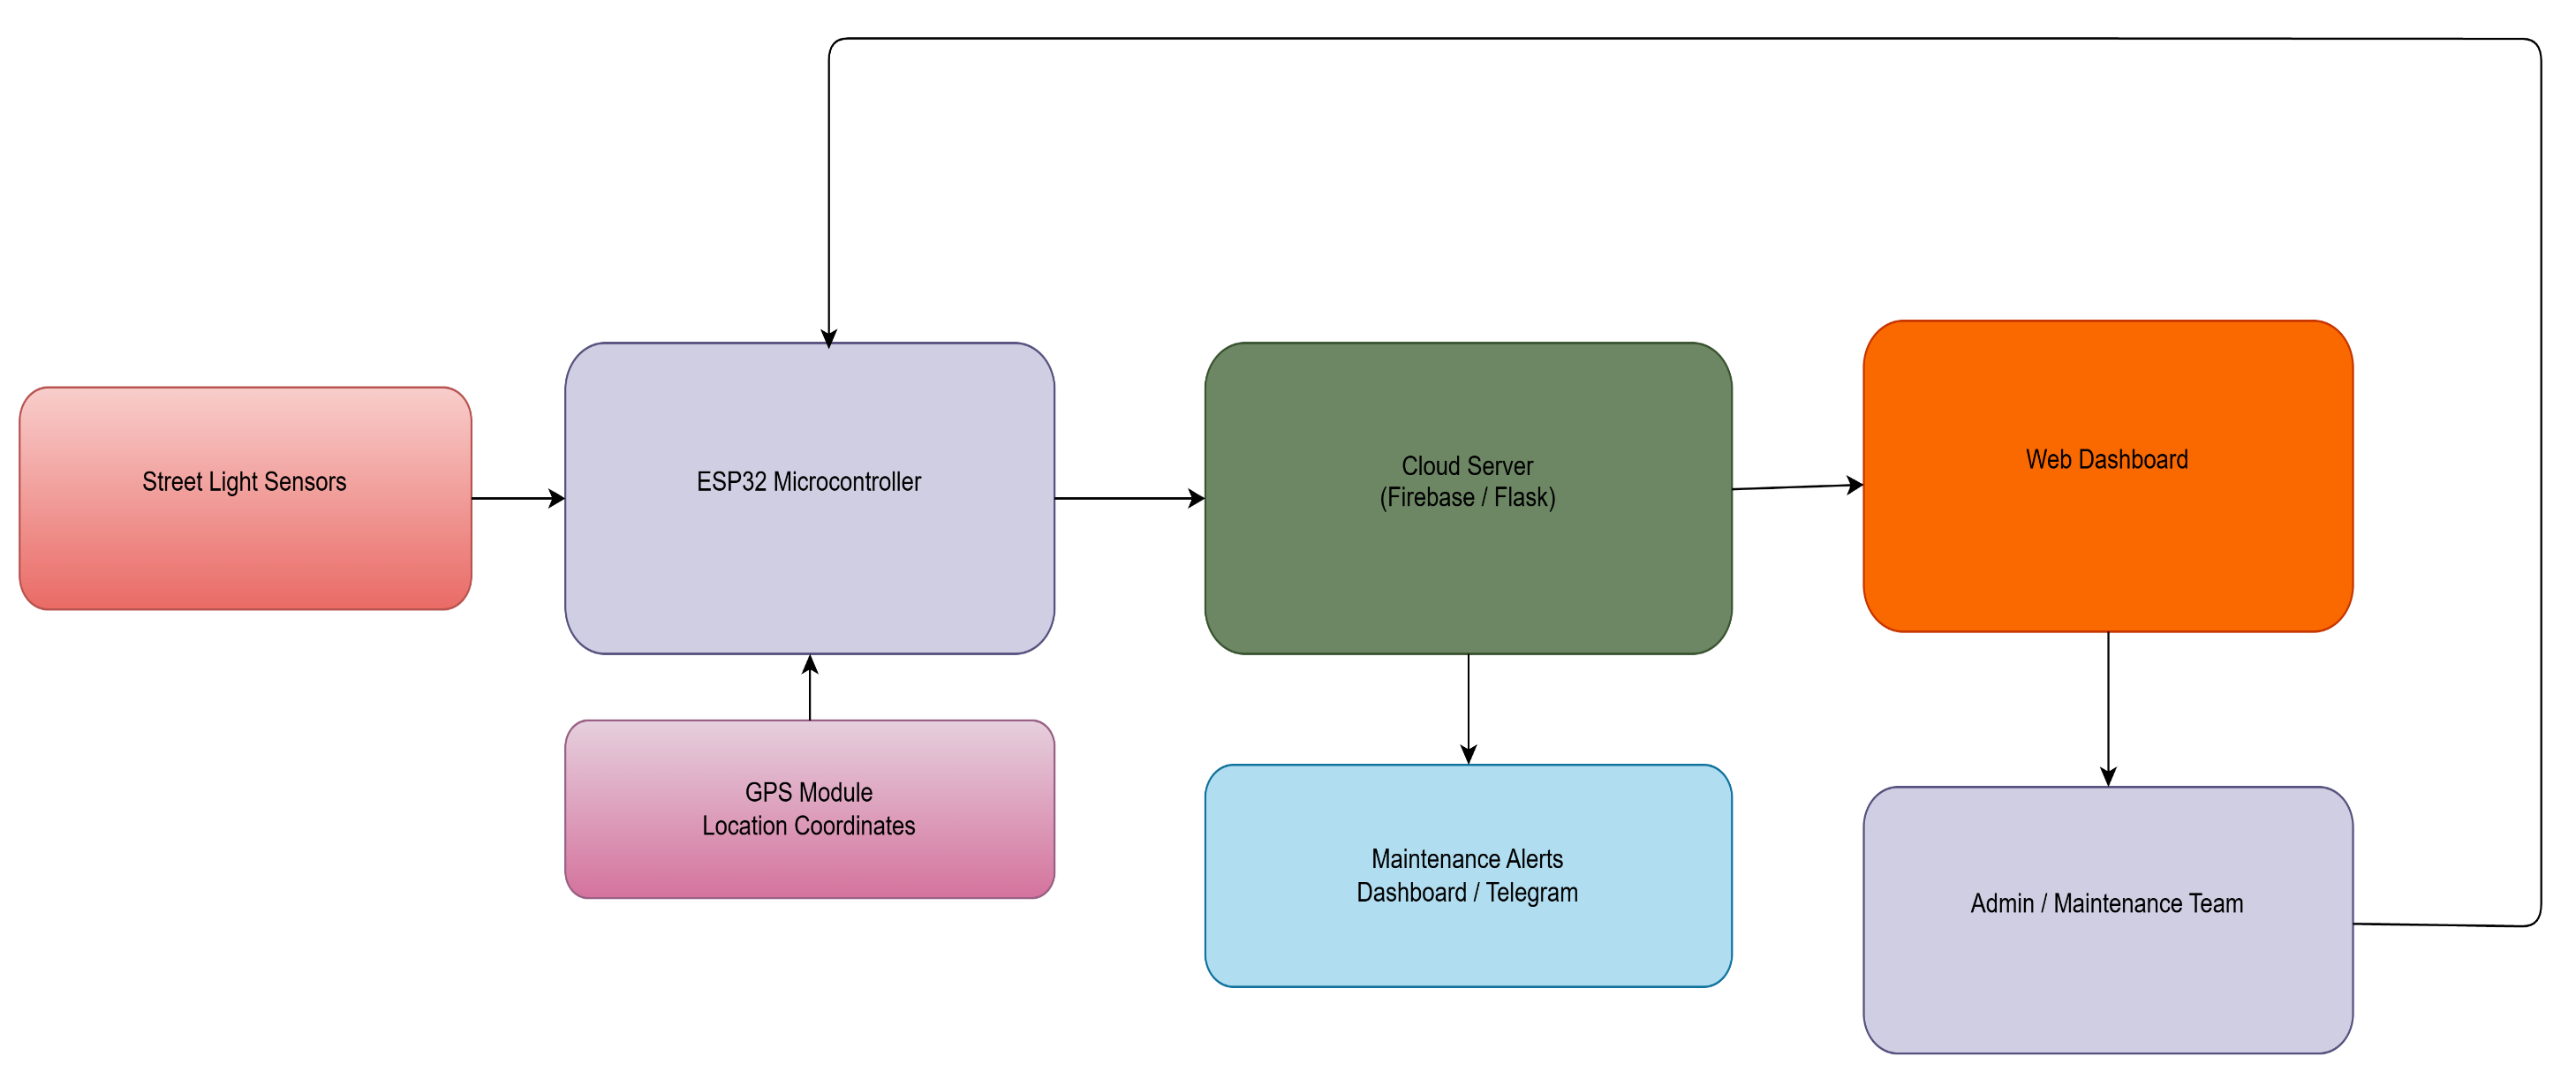 Street Light Sensors
ESP32 Microcontroller
Cloud Server
(Firebase / Flask)
Web Dashboard
GPS Module
Location Coordinates
Maintenance Alerts
Dashboard / Telegram
Admin / Maintenance Team